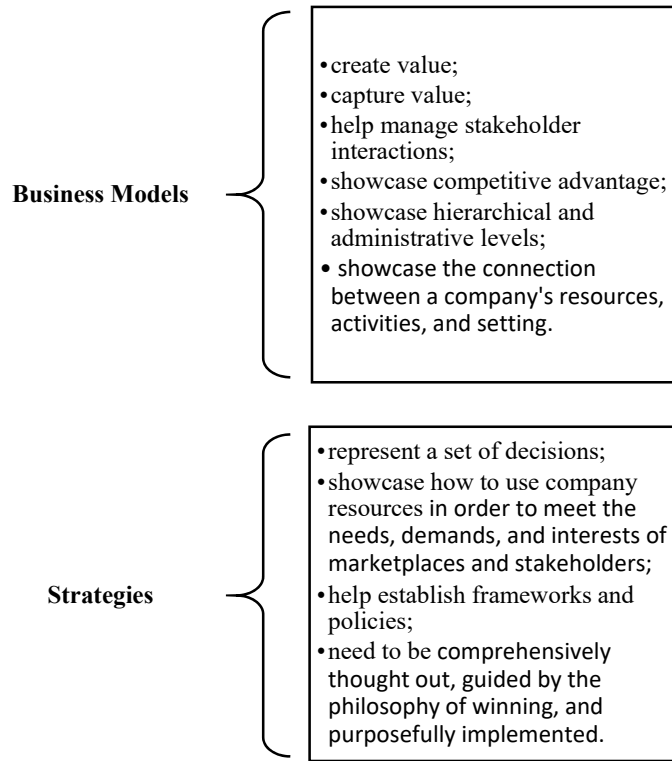 Business Models
•create value;
•capture value;
•help manage stakeholder
interactions;
•showcase competitive advantage;
•showcase hierarchical and
administrative levels;
• showcase the connection
between a company's resources,
activities, and setting.
Strategies
•represent a set of decisions;
•showcase how to use company
resources in order to meet the
needs, demands, and interests of
marketplaces and stakeholders;
•help establish frameworks and
policies;
•need to be comprehensively
thought out, guided by the
philosophy of winning, and
purposefully implemented.